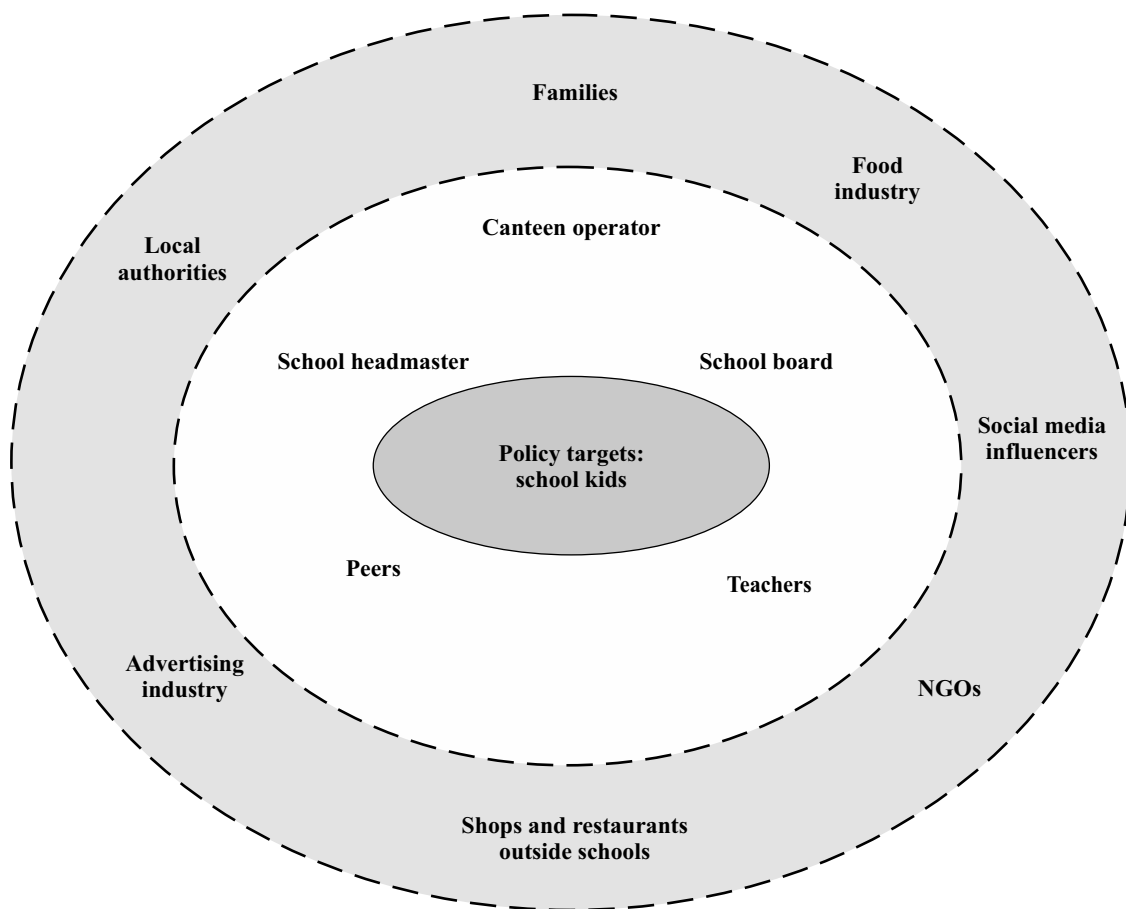 Families
Food
industry
Canteen operator
Local
authorities
School headmaster
School board
Social media
influencers
Policy targets:
school kids
Peers
Teachers
Advertising
industry
NGOs
Shops and restaurants
outside schools